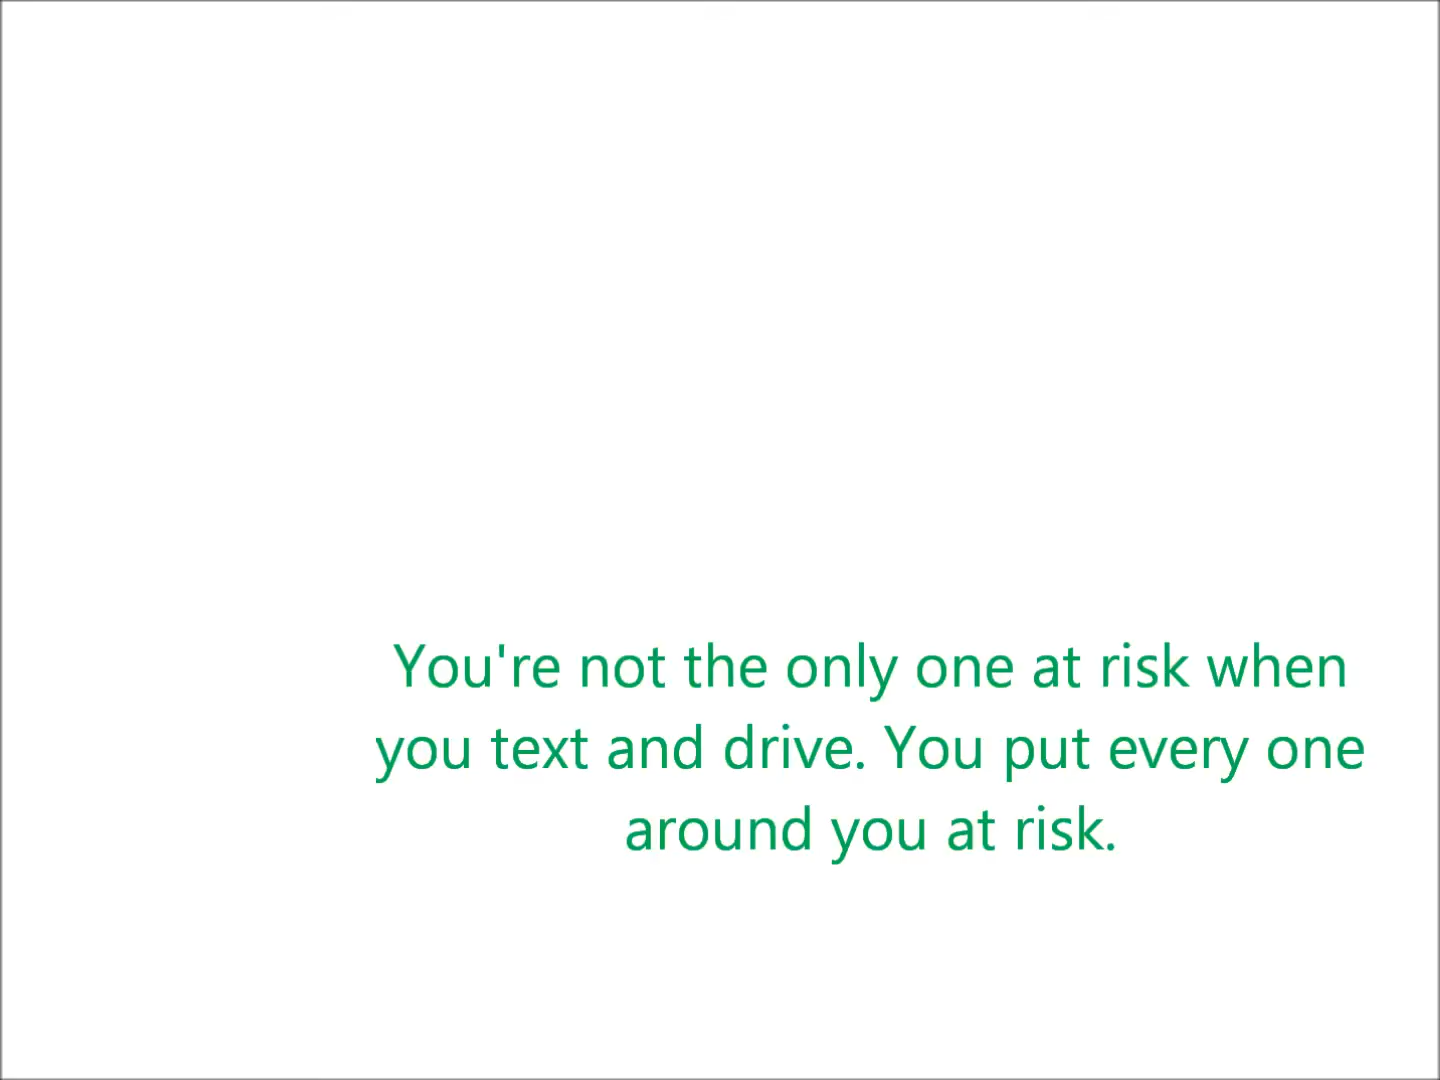 You're not the only one at risk when
you text and drive. You put every one
around you at risk.